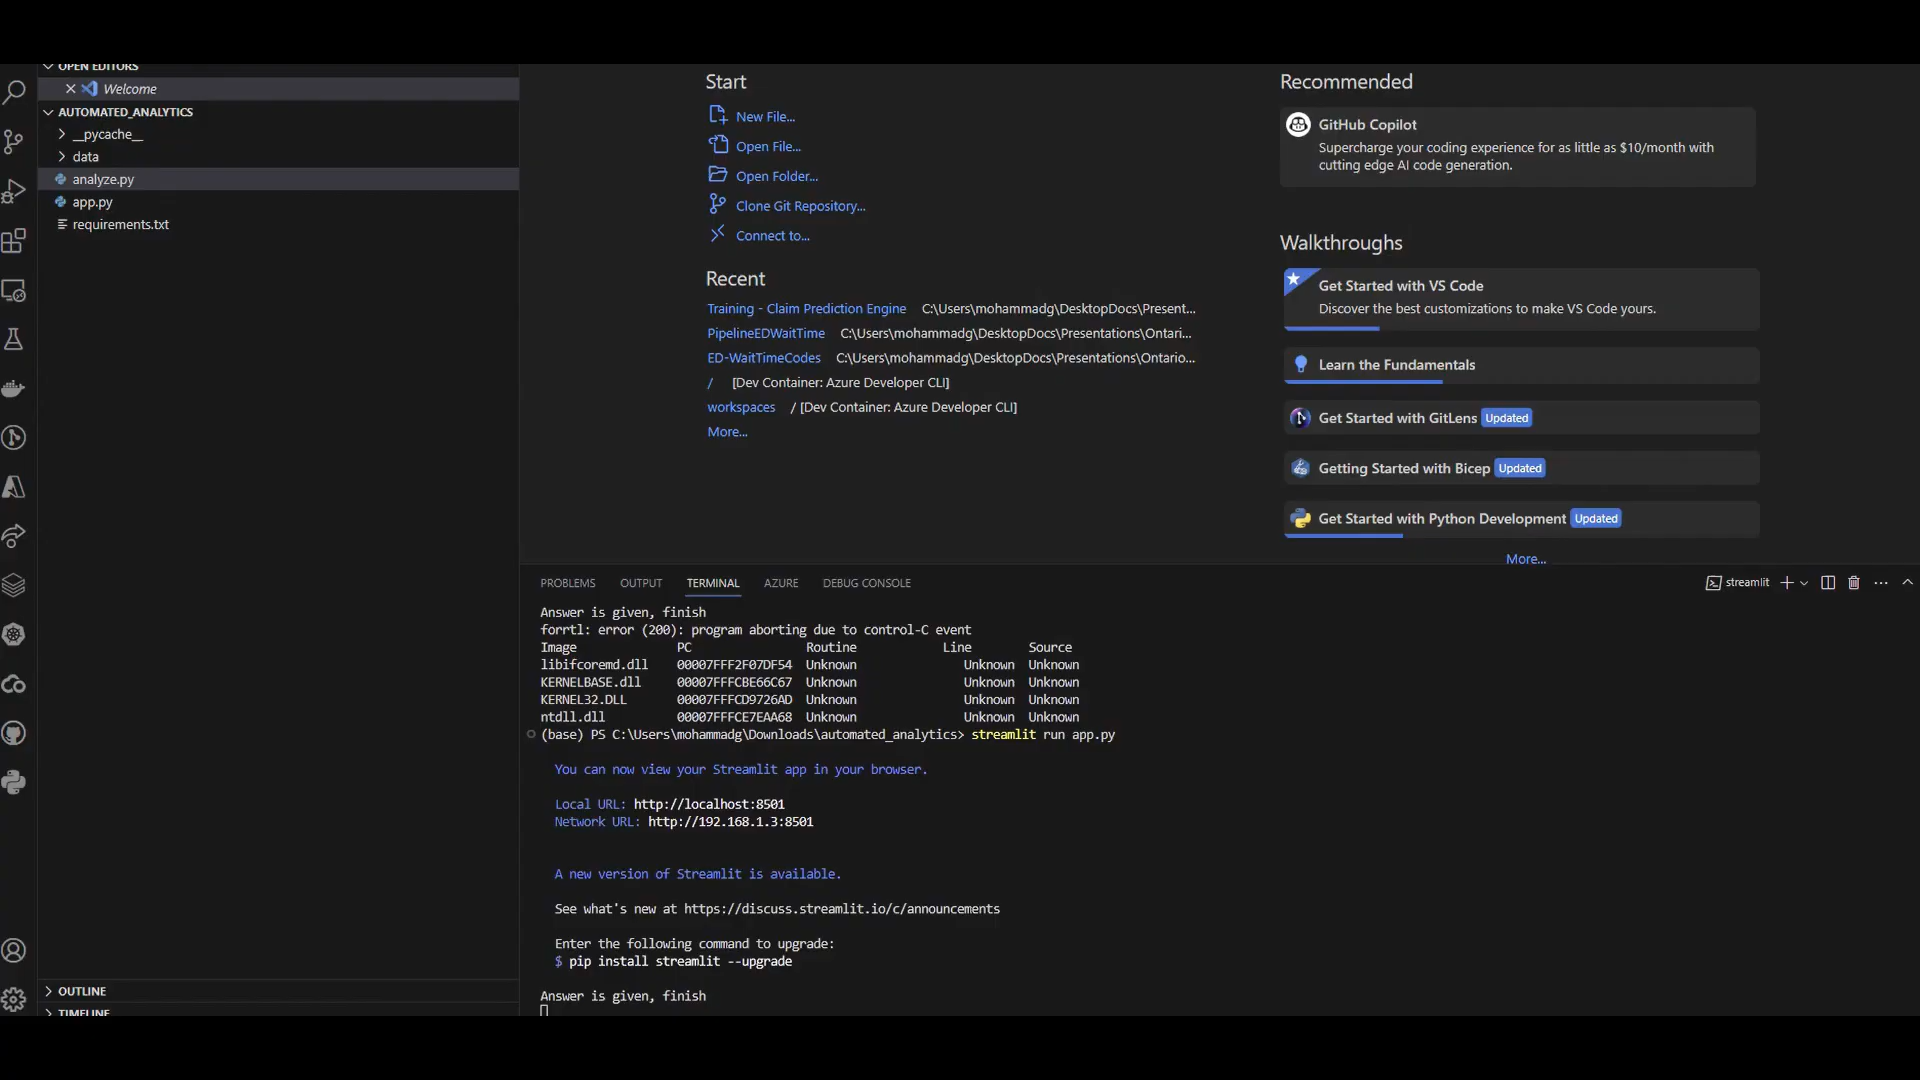 OPEN EDITORS
Welcome
AUTOMATED_ANALYTICS
__pycache__
data
analyze.py
app.py
requirements.txt
OUTLINE
TIMELINE
Start
New File...
Open File...
Open Folder...
Clone Git Repository...
Connect to...
Recent
Training - Claim Prediction Engine C:\Users\mohammadg\DesktopDocs\Present...
PipelineEDWaitTime C:\Users\mohammadg\DesktopDocs\Presentations\Ontari...
ED-WaitTimeCodes C:\Users\mohammadg\DesktopDocs\Presentations\Ontario...
/ [Dev Container: Azure Developer CLI]
workspaces / [Dev Container: Azure Developer CLI]
More...
Recommended
GitHub Copilot
Supercharge your coding experience for as little as $10/month with
cutting edge AI code generation.
Walkthroughs
Get Started with VS Code
Discover the best customizations to make VS Code yours.
Learn the Fundamentals
Get Started with GitLens Updated
Getting Started with Bicep Updated
Get Started with Python Development Updated
More...
PROBLEMS OUTPUT TERMINAL AZURE DEBUG CONSOLE
streamlit
Answer is given, finish
forrtl: error (200): program aborting due to control-C event
Image PC Routine Line Source
libifcoremd.dll 00007FFF2F07DF54 Unknown Unknown Unknown
KERNELBASE.dll 00007FFFCBE66C67 Unknown Unknown Unknown
KERNEL32.DLL 00007FFFCD9726AD Unknown Unknown Unknown
ntdll.dll 00007FFFCE7EAA68 Unknown Unknown Unknown
(base) PS C:\Users\mohammadg\Downloads\automated_analytics> streamlit run app.py
You can now view your Streamlit app in your browser.
Local URL: http://localhost:8501
Network URL: http://192.168.1.3:8501
A new version of Streamlit is available.
See what's new at https://discuss.streamlit.io/c/announcements
Enter the following command to upgrade:
$ pip install streamlit --upgrade
Answer is given, finish